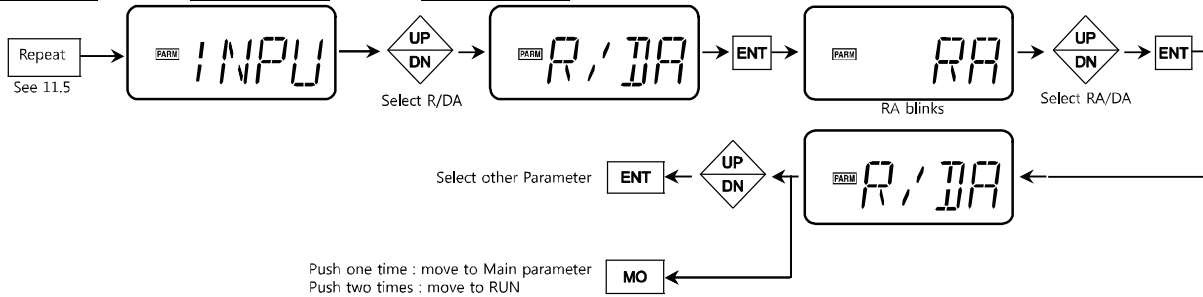 Repeat
See 11.5
PARM INPU
UP
DN
Select R/DA
PARM R/DA
ENT
PARM RA
RA blinks
UP
DN
Select RA/DA
ENT
Select other Parameter
ENT
UP
DN
PARM R/DA
Push one time : move to Main parameter
Push two times : move to RUN
MO